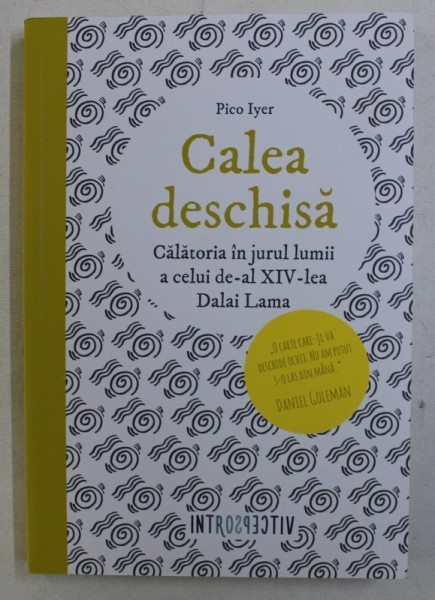 Pico Iyer
Calea
deschisă
Călătoria în jurul lumii
a celui de-al XIV-lea
Dalai Lama
„O CARTE CARE-ȚI VA
DESCHIDE OCHII. NU AM PUTUT
S-O LAS DIN MÂNĂ.”
DANIEL GOLEMAN
INTROSPECTIV